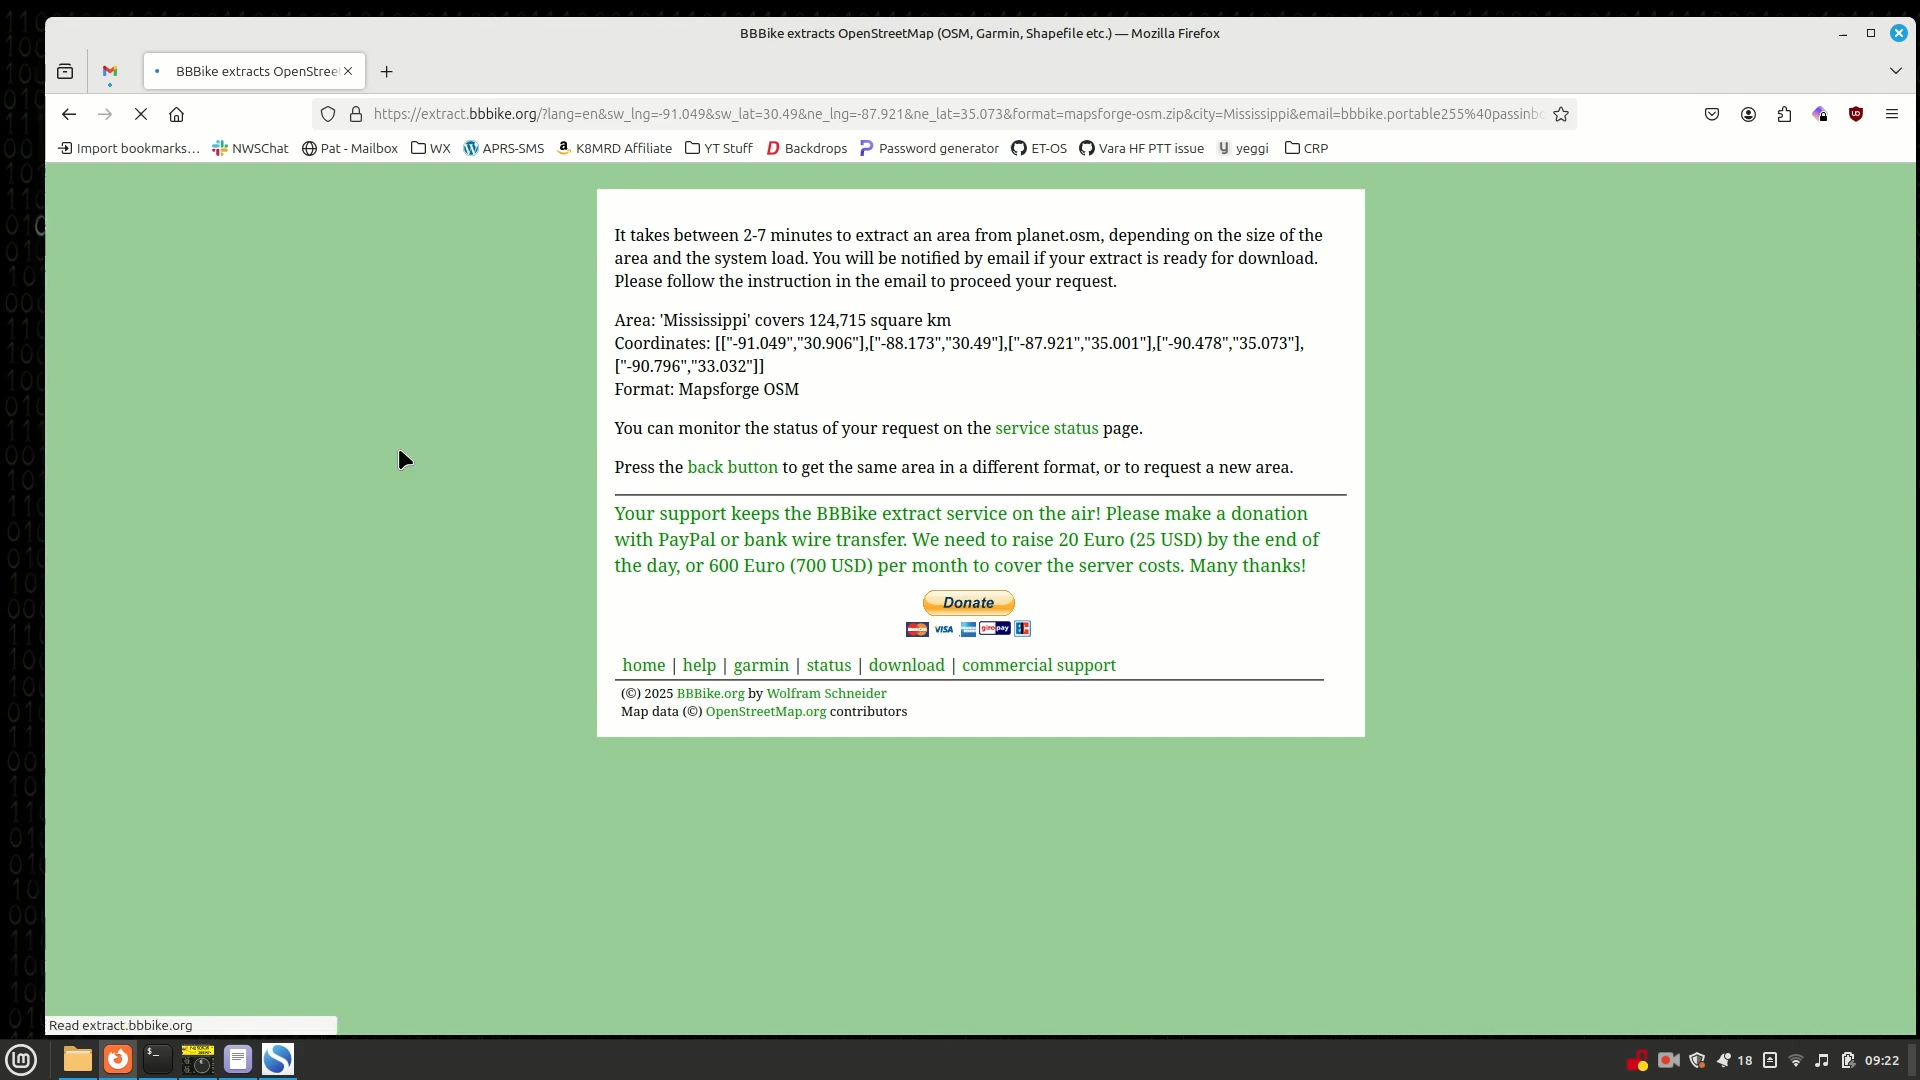 BBBike extracts OpenStreetMap (OSM, Garmin, Shapefile etc.) — Mozilla Firefox
BBBike extracts OpenStree
https://extract.bbbike.org/?lang=en&sw_lng=-91.049&sw_lat=30.49&ne_lng=-87.921&ne_lat=35.073&format=mapsforge-osm.zip&city=Mississippi&email=bbbike.portable255%40passinb
Import bookmarks… NWSChat Pat - Mailbox WX APRS-SMS K8MRD Affiliate YT Stuff Backdrops Password generator ET-OS Vara HF PTT issue yeggi CRP
It takes between 2-7 minutes to extract an area from planet.osm, depending on the size of the
area and the system load. You will be notified by email if your extract is ready for download.
Please follow the instruction in the email to proceed your request.
Area: 'Mississippi' covers 124,715 square km
Coordinates: [["-91.049","30.906"],["-88.173","30.49"],["-87.921","35.001"],["-90.478","35.073"],
["-90.796","33.032"]]
Format: Mapsforge OSM
You can monitor the status of your request on the service status page.
Press the back button to get the same area in a different format, or to request a new area.
Your support keeps the BBBike extract service on the air! Please make a donation
with PayPal or bank wire transfer. We need to raise 20 Euro (25 USD) by the end of
the day, or 600 Euro (700 USD) per month to cover the server costs. Many thanks!
Donate
VISA giropay
home | help | garmin | status | download | commercial support
(©) 2025 BBBike.org by Wolfram Schneider
Map data (©) OpenStreetMap.org contributors
Read extract.bbbike.org
18 09:22